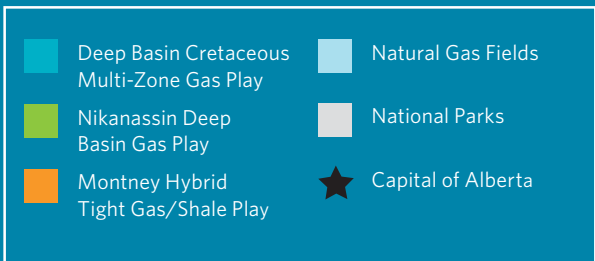 Deep Basin Cretaceous
Multi-Zone Gas Play
Nikanassin Deep
Basin Gas Play
Montney Hybrid
Tight Gas/Shale Play
Natural Gas Fields
National Parks
Capital of Alberta